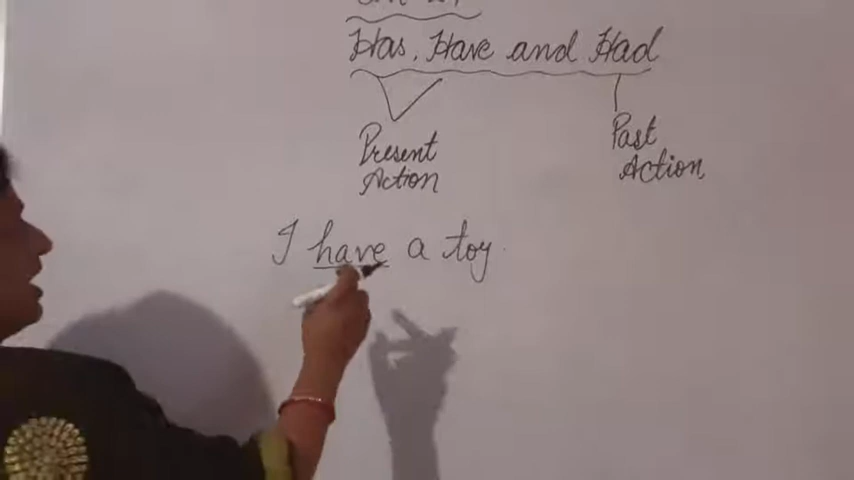 Has, Have and Had
Present Action
Past Action
I have a toy